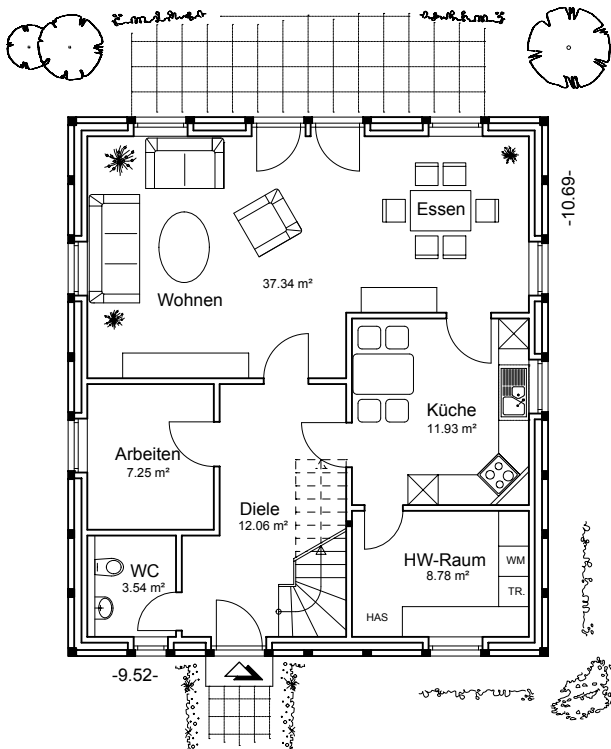 -10.69-
Essen
37.34 m²
Wohnen
Küche
11.93 m²
Arbeiten
7.25 m²
Diele
12.06 m²
HW-Raum
8.78 m²
WM
TR.
HAS
WC
3.54 m²
-9.52-